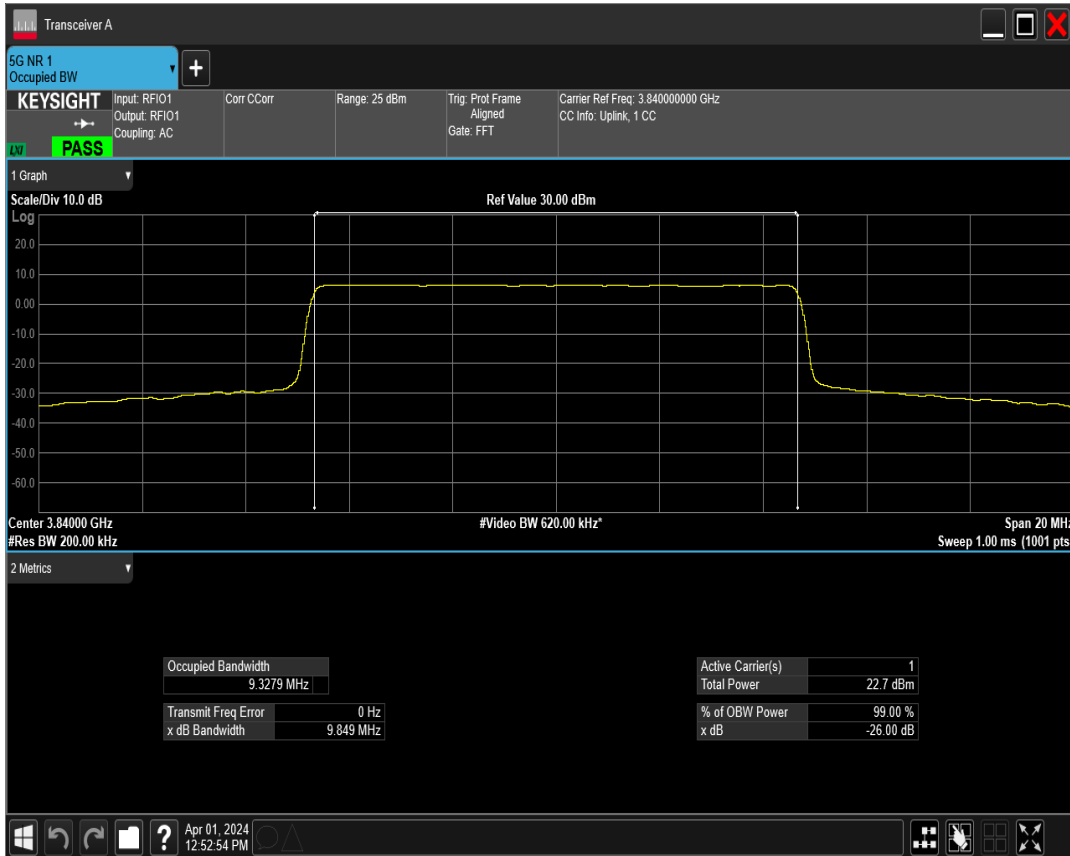 Transceiver A
5G NR 1
Occupied BW
KEYSIGHT
LXI
PASS
Input: RFIO1
Output: RFIO1
Coupling: AC
Corr CCorr
Range: 25 dBm
Trig: Prot Frame
Aligned
Gate: FFT
Carrier Ref Freq: 3.840000000 GHz
CC Info: Uplink, 1 CC
1 Graph
Scale/Div 10.0 dB
Ref Value 30.00 dBm
Log
20.0
10.0
0.00
-10.0
-20.0
-30.0
-40.0
-50.0
-60.0
Center 3.84000 GHz
#Video BW 620.00 kHz*
Span 20 MHz
#Res BW 200.00 kHz
Sweep 1.00 ms (1001 pts
2 Metrics
Occupied Bandwidth
9.3279 MHz
Transmit Freq Error 0 Hz
x dB Bandwidth 9.849 MHz
Active Carrier(s) 1
Total Power 22.7 dBm
% of OBW Power 99.00 %
x dB -26.00 dB
?
Apr 01, 2024
12:52:54 PM